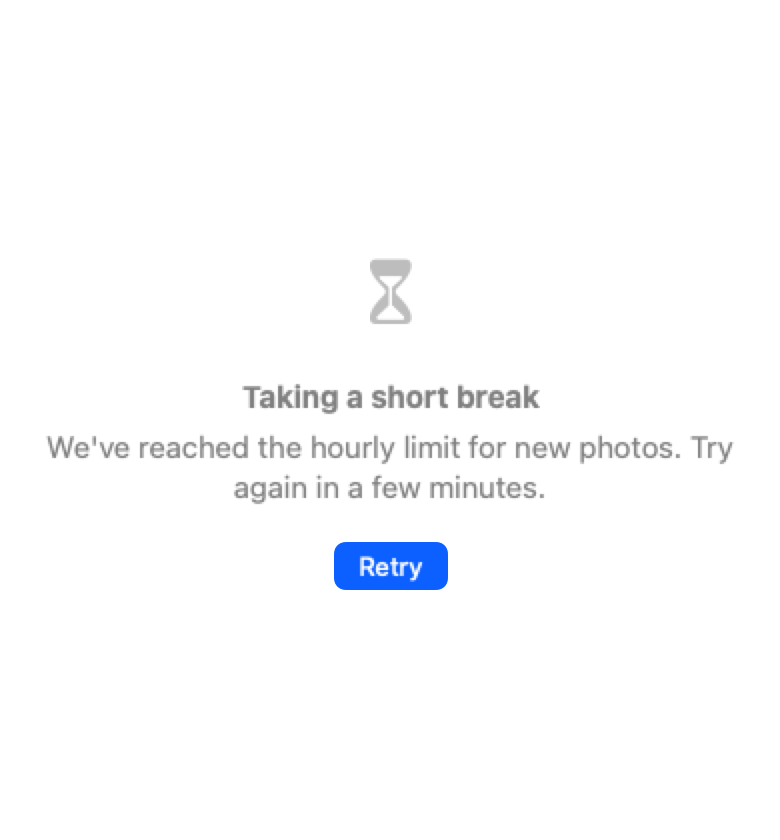 Taking a short break
We've reached the hourly limit for new photos. Try
again in a few minutes.
Retry